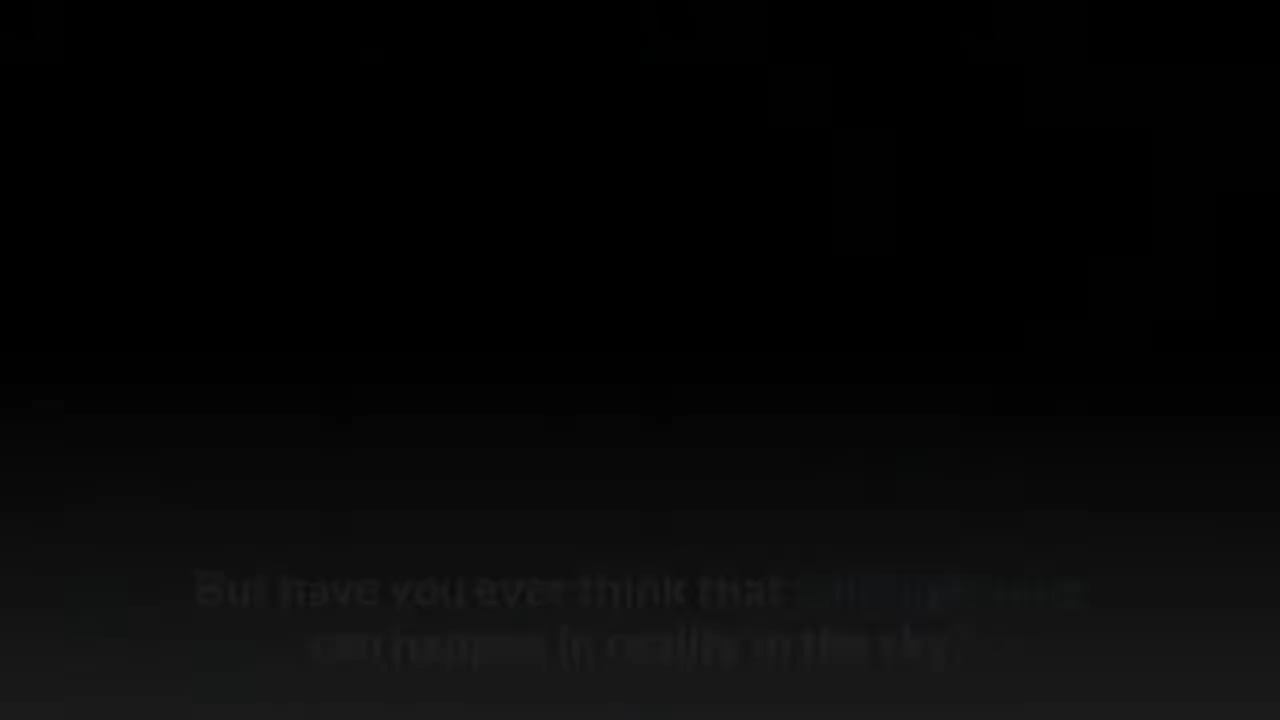 But have you ever think that
can happen in reality in the sky?